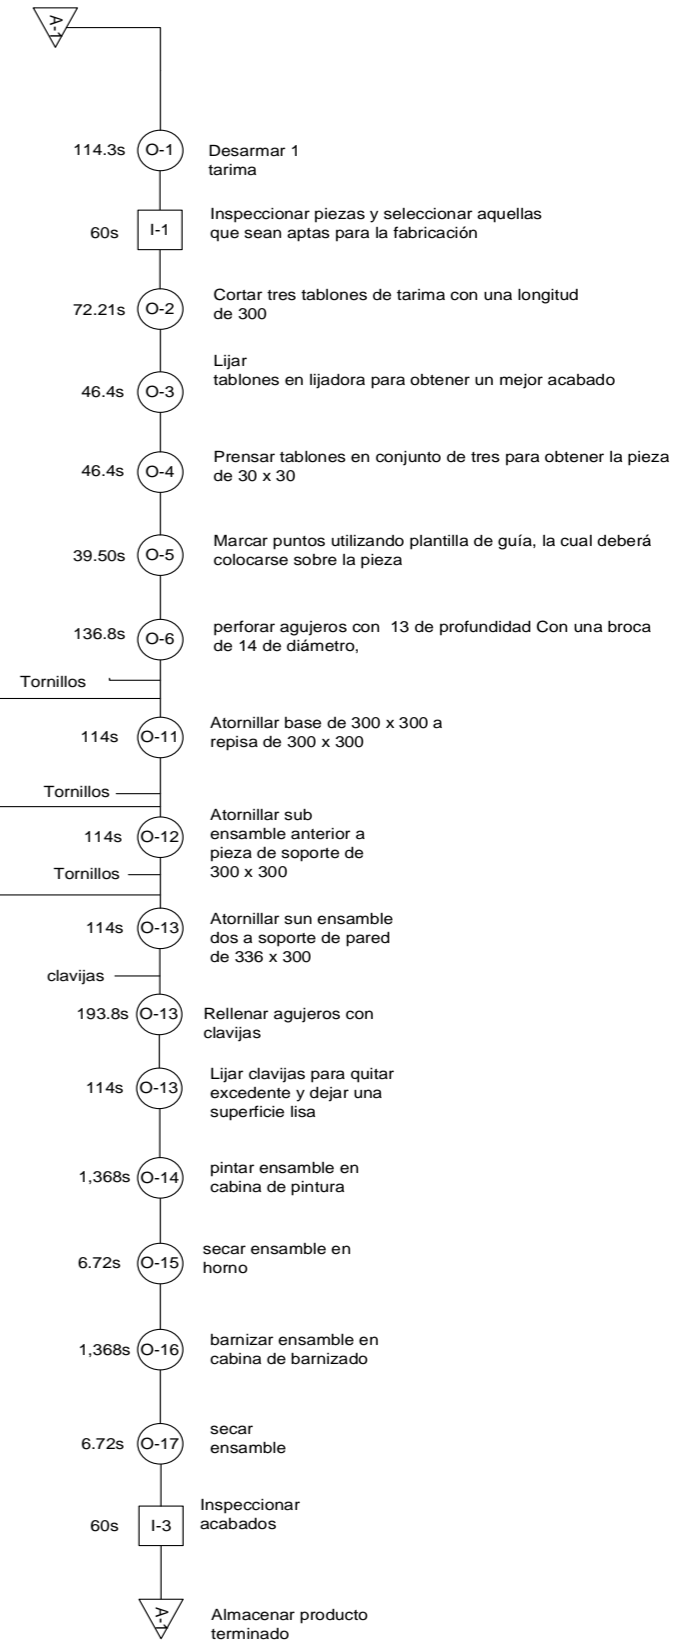 A-1
114.3s O-1 Desarmar 1
tarima
60s I-1 Inspeccionar piezas y seleccionar aquellas
que sean aptas para la fabricación
72.21s O-2 Cortar tres tablones de tarima con una longitud
de 300
46.4s O-3 Lijar
tablones en lijadora para obtener un mejor acabado
46.4s O-4 Prensar tablones en conjunto de tres para obtener la pieza
de 30 x 30
39.50s O-5 Marcar puntos utilizando plantilla de guía, la cual deberá
colocarse sobre la pieza
136.8s O-6 perforar agujeros con 13 de profundidad Con una broca
de 14 de diámetro,
Tornillos
114s O-11 Atornillar base de 300 x 300 a
repisa de 300 x 300
Tornillos
114s O-12 Atornillar sub
ensamble anterior a
pieza de soporte de
300 x 300
Tornillos
114s O-13 Atornillar sun ensamble
dos a soporte de pared
de 336 x 300
clavijas
193.8s O-13 Rellenar agujeros con
clavijas
114s O-13 Lijar clavijas para quitar
excedente y dejar una
superficie lisa
1,368s O-14 pintar ensamble en
cabina de pintura
6.72s O-15 secar ensamble en
horno
1,368s O-16 barnizar ensamble en
cabina de barnizado
6.72s O-17 secar
ensamble
60s I-3 Inspeccionar
acabados
A-1 Almacenar producto
terminado